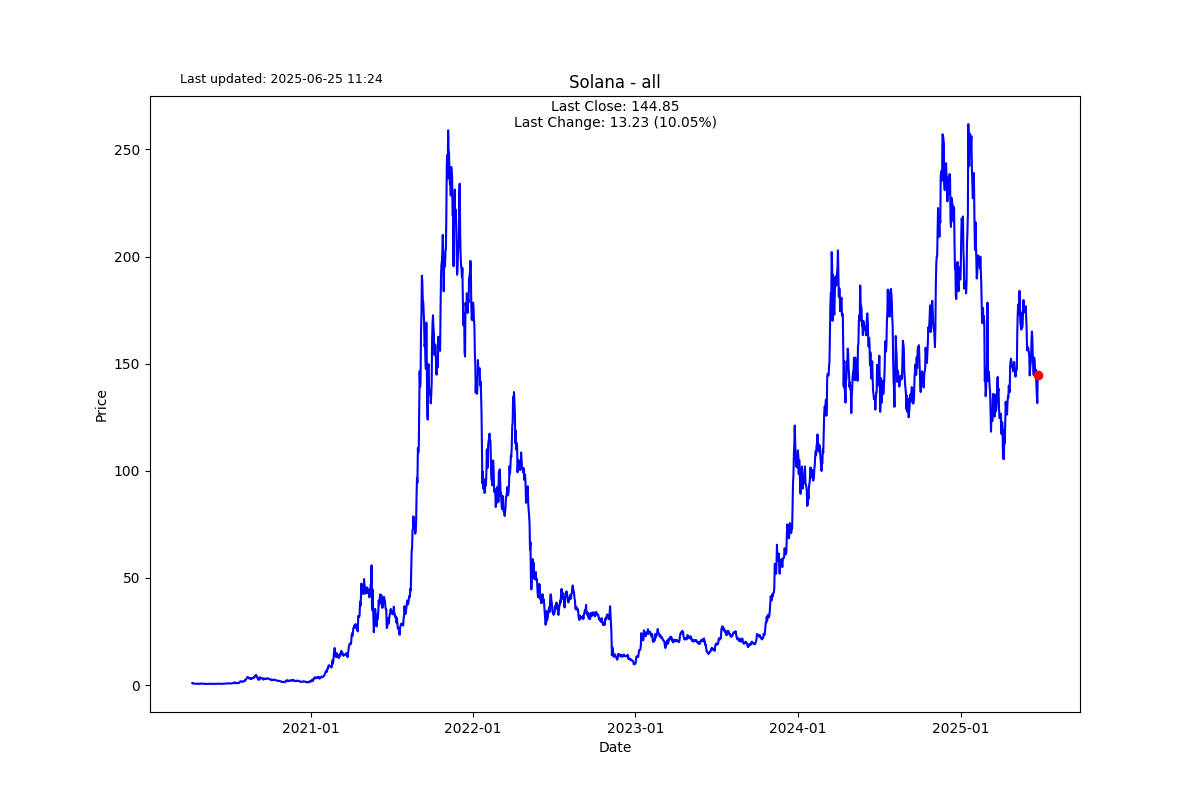 Last updated: 2025-06-25 11:24
Solana - all
Last Close: 144.85
Last Change: 13.23 (10.05%)
250
200
150
100
50
0
Price
2021-01
2022-01
2023-01
2024-01
2025-01
Date